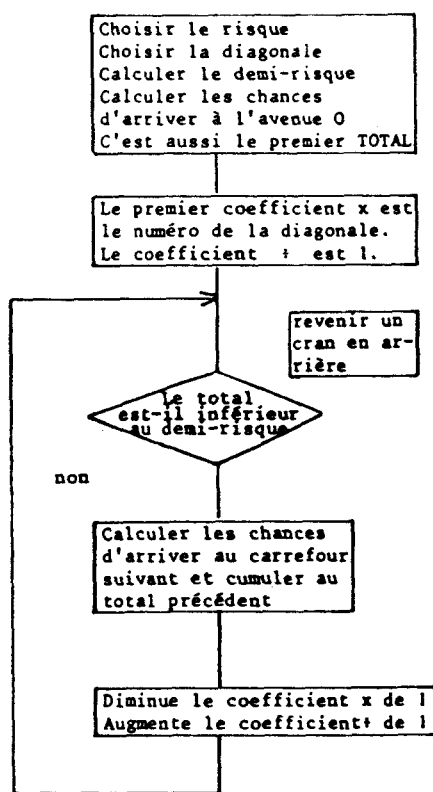 Choisir le risque
Choisir la diagonale
Calculer le demi-risque
Calculer les chances
d'arriver à l'avenue 0
C'est aussi le premier TOTAL
Le premier coefficient x est
le numéro de la diagonale.
Le coefficient + est 1.
revenir un
cran en ar-
rière
Le total
est-il inférieur
au demi-risque
non
Calculer les chances
d'arriver au carrefour
suivant et cumuler au
total précédent
Diminue le coefficient x de 1
Augmente le coefficient+ de 1